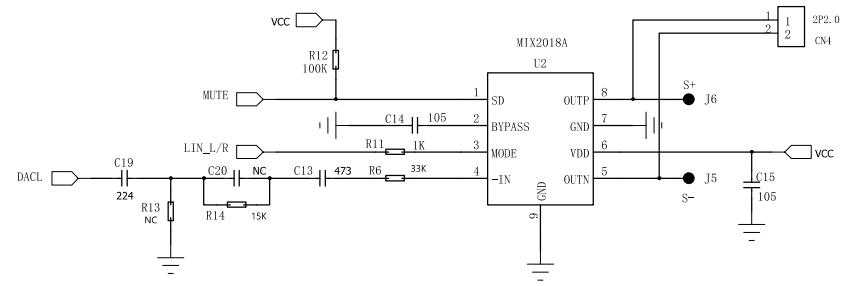 VCC
1 1 2P2.0
2 2
CN4
R12
100K
MIX2018A
U2
S+
MUTE
1 SD OUTP 8
J6
C14 105 2 BYPASS GND 7
LIN_L/R R11 1K 3 MODE VDD 6 VCC
C19 C20 NC C13 473 R6 33K
DACL 4 -IN OUTN 5 J5 C15
224
S-
105
R13 R14 15K
NC
GND
9